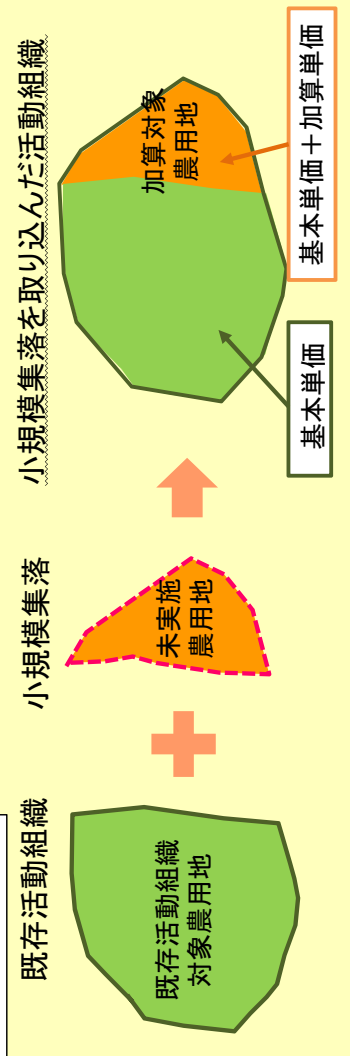 既存活動組織
既存活動組織
対象農用地
小規模集落
未実施
農用地
小規模集落を取り込んだ活動組織
加算対象
農用地
基本単価
基本単価＋加算単価